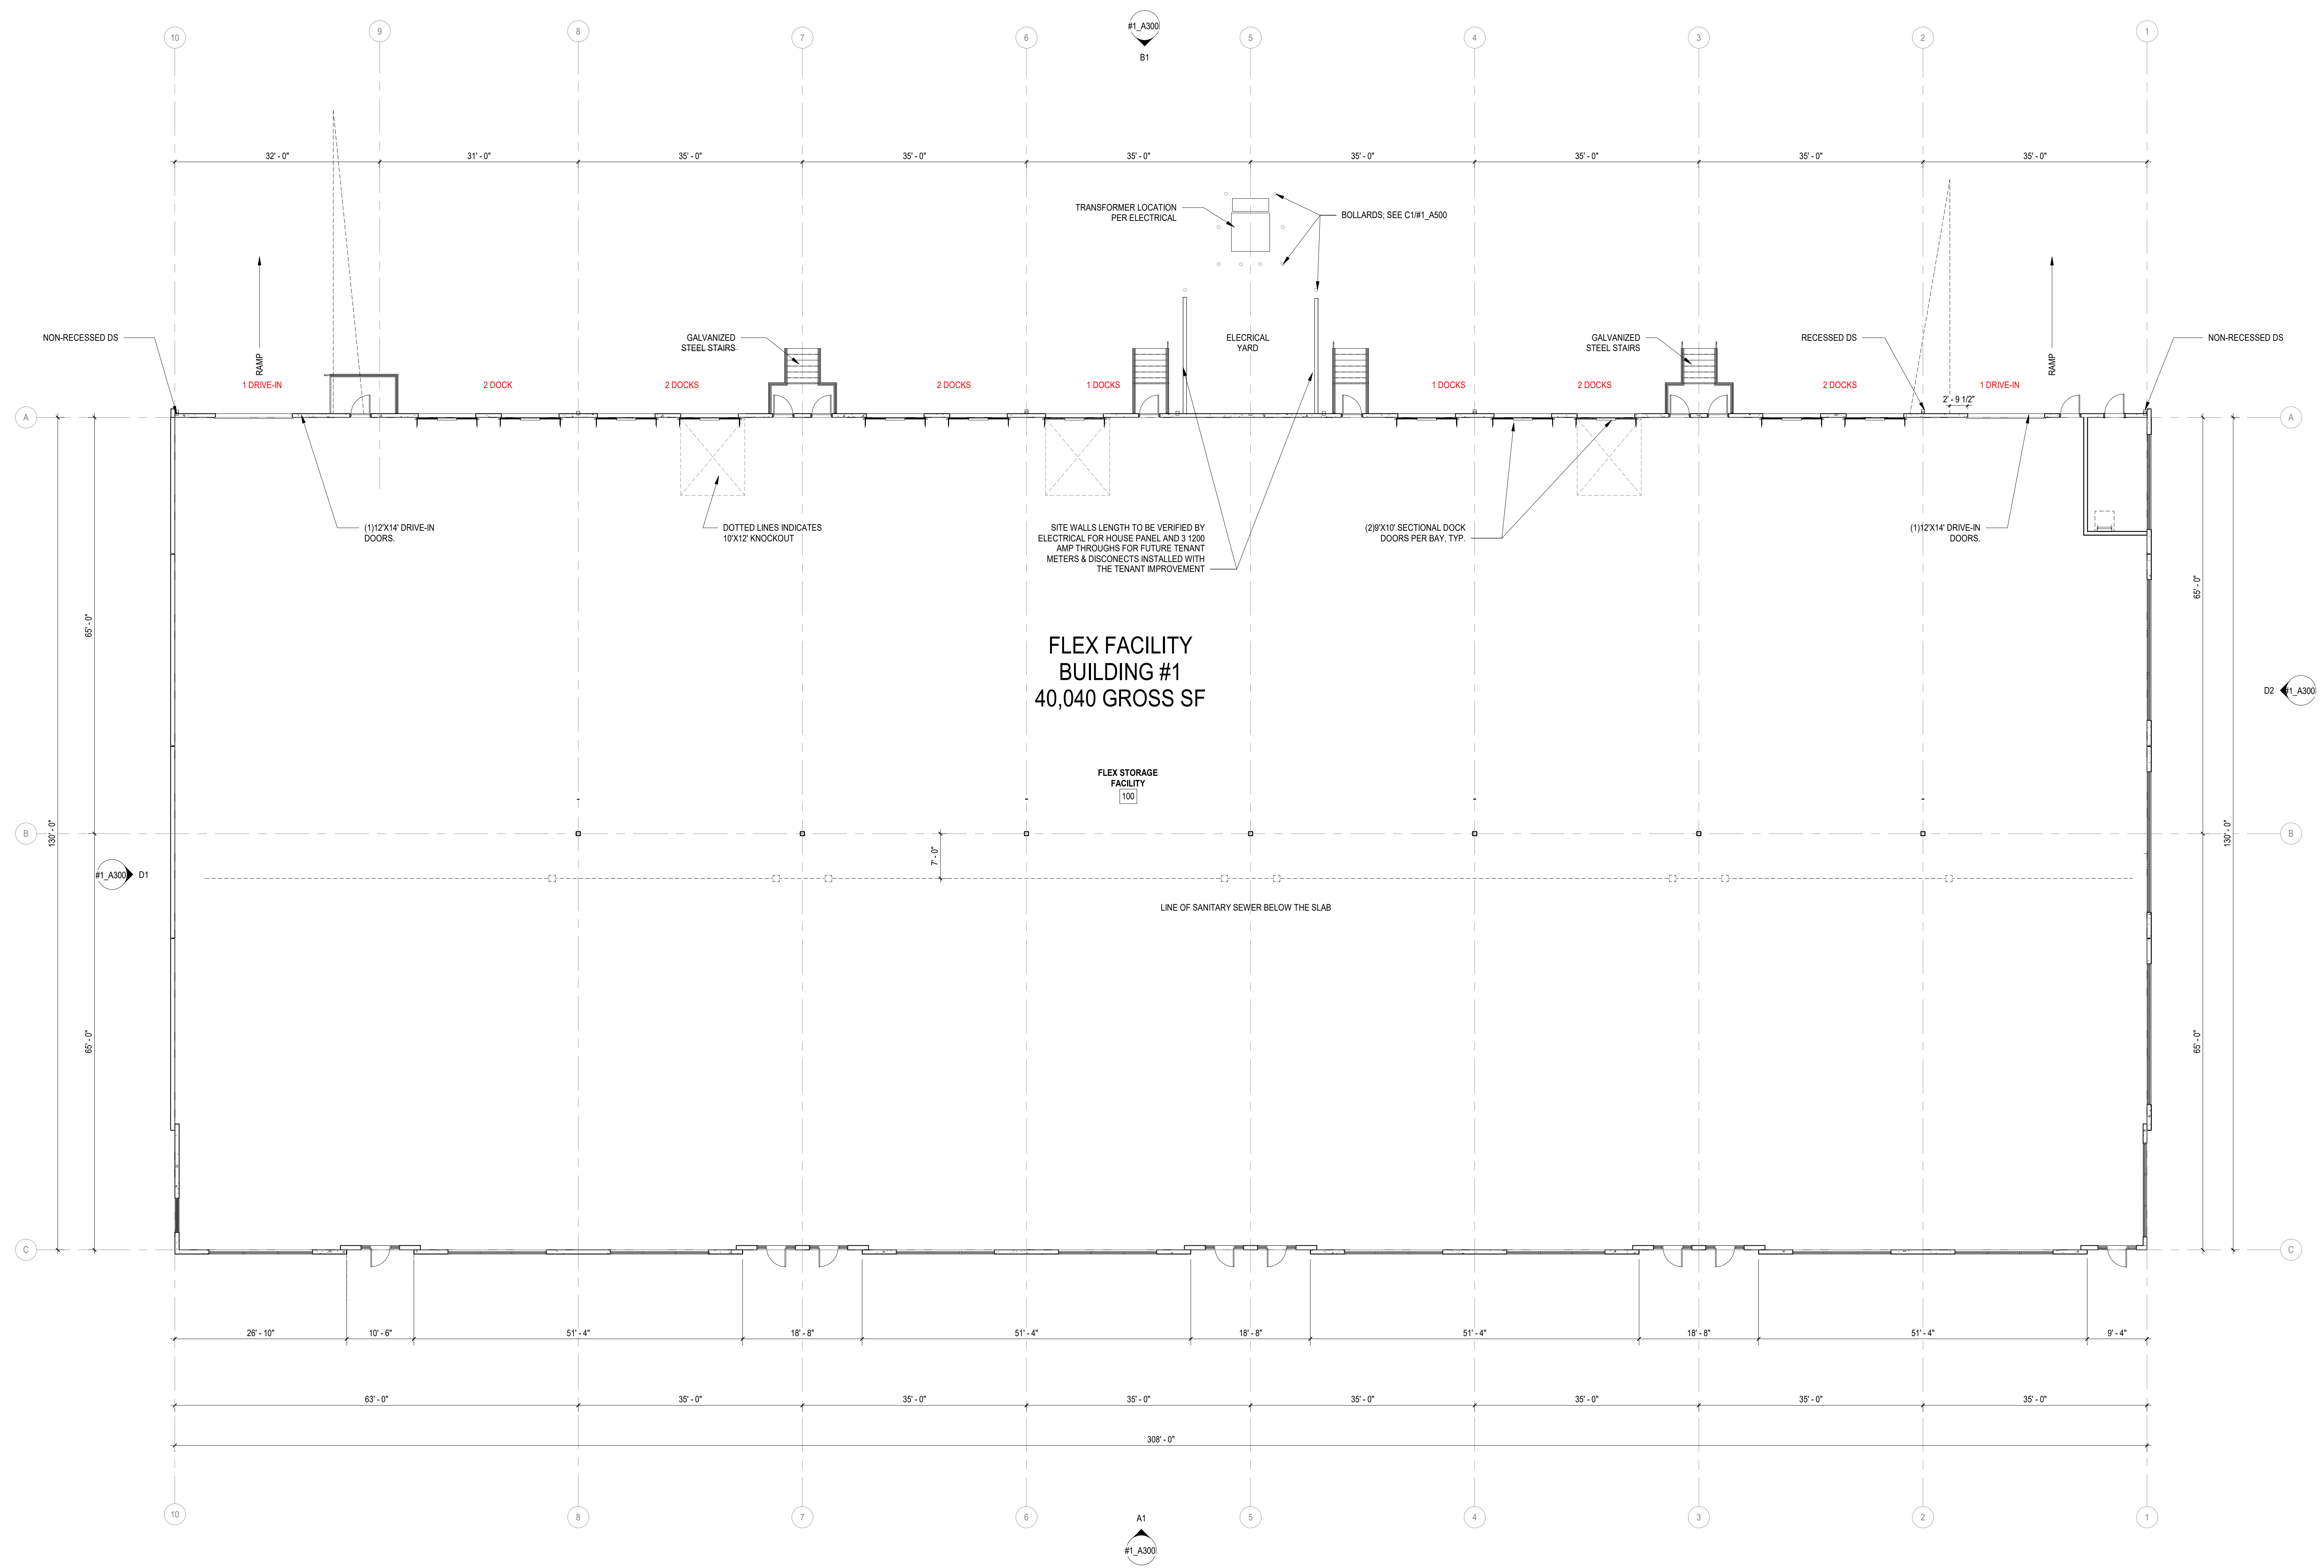 #1_A300
B1
10
9
8
7
6
5
4
3
2
1
32' - 0"
31' - 0"
35' - 0"
35' - 0"
35' - 0"
35' - 0"
35' - 0"
35' - 0"
35' - 0"
TRANSFORMER LOCATION
PER ELECTRICAL
BOLLARDS; SEE C1/#1_A500
NON-RECESSED DS
RAMP
GALVANIZED
STEEL STAIRS
ELECRICAL
YARD
GALVANIZED
STEEL STAIRS
RECESSED DS
RAMP
NON-RECESSED DS
1 DRIVE-IN
2 DOCK
2 DOCKS
2 DOCKS
1 DOCKS
1 DOCKS
2 DOCKS
2 DOCKS
1 DRIVE-IN
2' - 9 1/2"
A
A
(1)12'X14' DRIVE-IN
DOORS.
DOTTED LINES INDICATES
10'X12' KNOCKOUT
SITE WALLS LENGTH TO BE VERIFIED BY
ELECTRICAL FOR HOUSE PANEL AND 3 1200
AMP THROUGHS FOR FUTURE TENANT
METERS & DISCONECTS INSTALLED WITH
THE TENANT IMPROVEMENT
(2)9'X10' SECTIONAL DOCK
DOORS PER BAY, TYP.
(1)12'X14' DRIVE-IN
DOORS.
65' - 0"
65' - 0"
FLEX FACILITY
BUILDING #1
40,040 GROSS SF
D2
#1_A300
FLEX STORAGE
FACILITY
100
B
B
130' - 0"
130' - 0"
7' - 0"
#1_A300
D1
LINE OF SANITARY SEWER BELOW THE SLAB
65' - 0"
65' - 0"
C
C
26' - 10"
10' - 6"
51' - 4"
18' - 8"
51' - 4"
18' - 8"
51' - 4"
18' - 8"
51' - 4"
9' - 4"
63' - 0"
35' - 0"
35' - 0"
35' - 0"
35' - 0"
35' - 0"
35' - 0"
35' - 0"
308' - 0"
10
8
7
6
5
4
3
2
1
A1
#1_A300